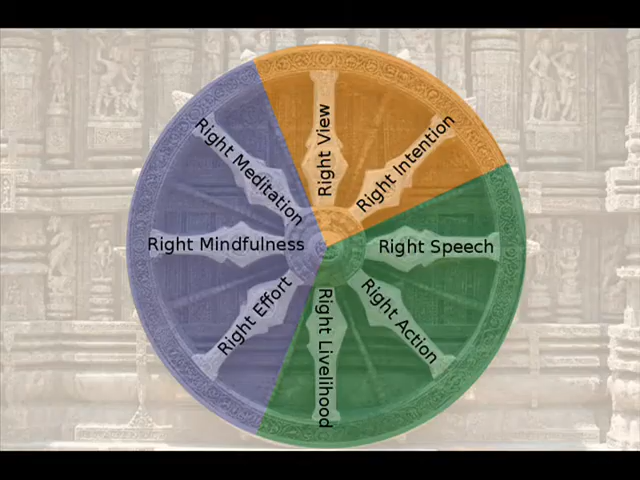 Right View
Right Intention
Right Speech
Right Action
Right Livelihood
Right Effort
Right Mindfulness
Right Meditation